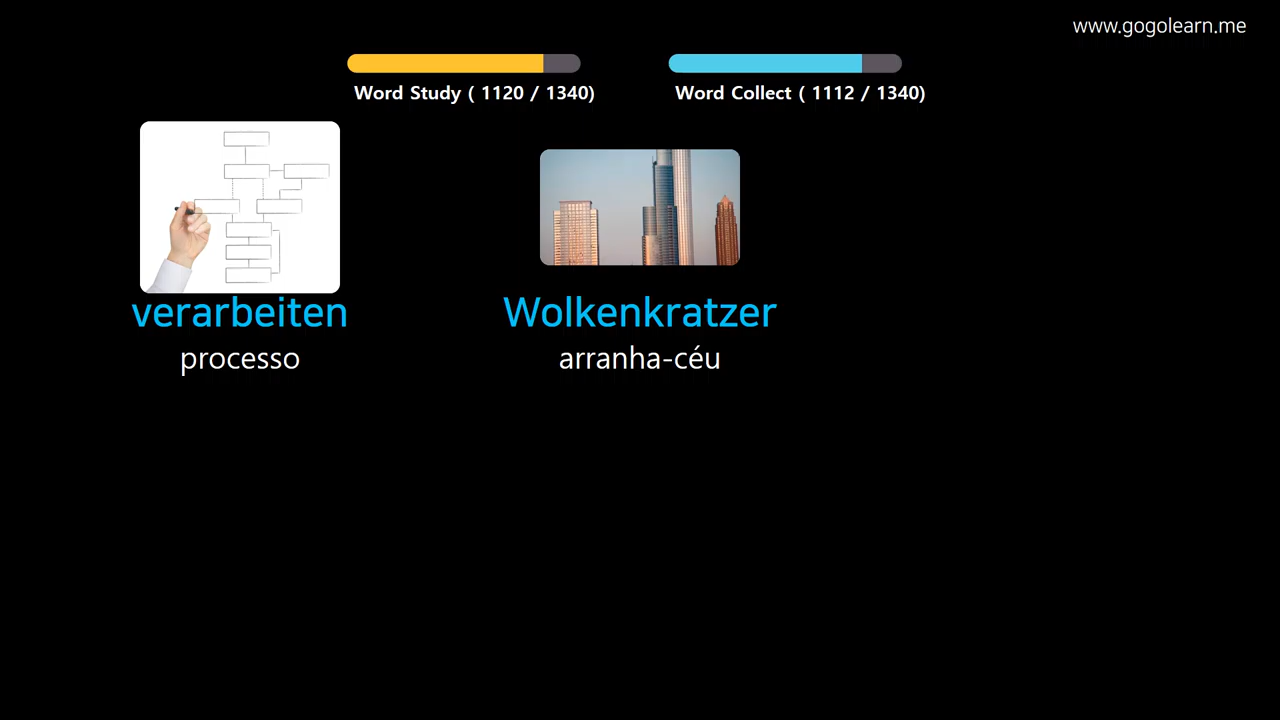 www.gogolearn.me
Word Study ( 1120 / 1340)
Word Collect ( 1112 / 1340)
verarbeiten
processo
Wolkenkratzer
arranha-céu